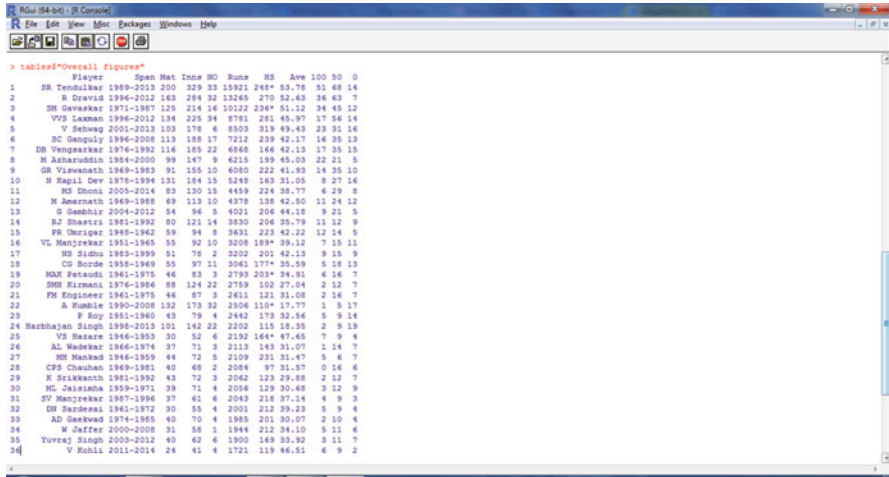 RGui (64-bit) - [R Console]
File Edit View Misc Packages Windows Help
> tables$"Overall figures"
Player Span Mat Inns NO Runs HS Ave 100 50 0
1 SR Tendulkar 1989-2013 200 329 33 15921 248* 53.78 51 68 14
2 R Dravid 1996-2012 163 284 32 13265 270 52.63 36 63 7
3 SM Gavaskar 1971-1987 125 214 16 10122 236* 51.12 34 45 12
4 VVS Laxman 1996-2012 134 225 34 8781 281 45.97 17 56 14
5 V Sehwag 2001-2013 103 178 6 8503 319 49.43 23 31 16
6 SC Ganguly 1996-2008 113 188 17 7212 239 42.17 16 35 13
7 DB Vengsarkar 1976-1992 116 185 22 6868 166 42.13 17 35 15
8 M Azharuddin 1984-2000 99 147 9 6215 199 45.03 22 21 5
9 GR Viswanath 1969-1983 91 155 10 6080 222 41.93 14 35 10
10 N Kapil Dev 1978-1994 131 184 15 5248 163 31.05 8 27 16
11 MS Dhoni 2005-2014 83 130 15 4459 224 38.77 6 29 8
12 M Amarnath 1969-1988 69 113 10 4378 138 42.50 11 24 12
13 G Gambhir 2004-2012 54 96 5 4021 206 44.18 9 21 5
14 RJ Shastri 1981-1992 80 121 14 3830 206 35.79 11 12 9
15 PR Umrigar 1948-1962 59 94 8 3631 223 42.22 12 14 5
16 VL Manjrekar 1951-1965 55 92 10 3208 189* 39.12 7 15 11
17 NS Sidhu 1983-1999 51 78 2 3202 201 42.13 9 15 9
18 CG Borde 1958-1969 55 97 11 3061 177* 35.59 5 18 13
19 MAK Pataudi 1961-1975 46 83 3 2793 203* 34.91 6 16 7
20 SMH Kirmani 1976-1986 88 124 22 2759 102 27.04 2 12 7
21 FM Engineer 1961-1975 46 87 3 2611 121 31.08 2 16 7
22 A Kumble 1990-2008 132 173 32 2506 110* 17.77 1 5 17
23 P Roy 1951-1960 43 79 4 2442 173 32.56 5 9 14
24 Harbhajan Singh 1998-2013 101 142 22 2202 115 18.35 2 9 19
25 VS Hazare 1946-1953 30 52 6 2192 164* 47.65 7 9 4
26 AL Wadekar 1966-1974 37 71 3 2113 143 31.07 1 14 7
27 MH Mankad 1946-1959 44 72 5 2109 231 31.47 5 6 7
28 CPS Chauhan 1969-1981 40 68 2 2084 97 31.57 0 16 6
29 K Srikkanth 1981-1992 43 72 3 2062 123 29.88 2 12 7
30 ML Jaisimha 1959-1971 39 71 4 2056 129 30.68 3 12 9
31 SV Manjrekar 1987-1996 37 61 6 2043 218 37.14 4 9 3
32 DN Sardesai 1961-1972 30 55 4 2001 212 39.23 5 9 4
33 AD Gaekwad 1974-1985 40 70 4 1985 201 30.07 2 10 4
34 W Jaffer 2000-2008 31 58 1 1944 212 34.10 5 11 6
35 Yuvraj Singh 2003-2012 40 62 6 1900 169 33.92 3 11 7
36 V Kohli 2011-2014 24 41 4 1721 119 46.51 6 9 2